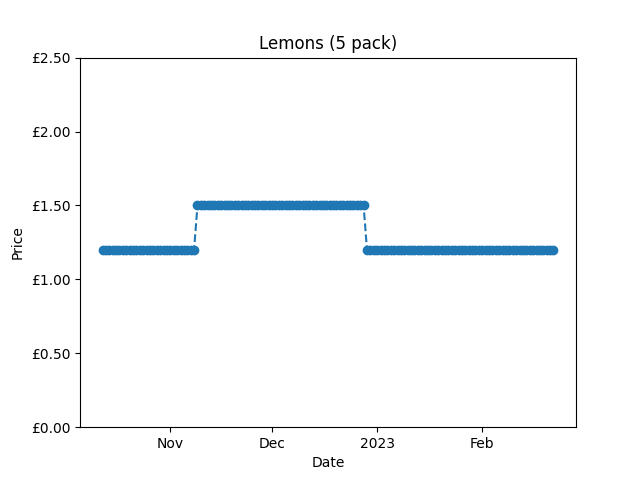 Lemons (5 pack)
£2.50
£2.00
£1.50
£1.00
£0.50
£0.00
Price
Nov Dec 2023 Feb
Date